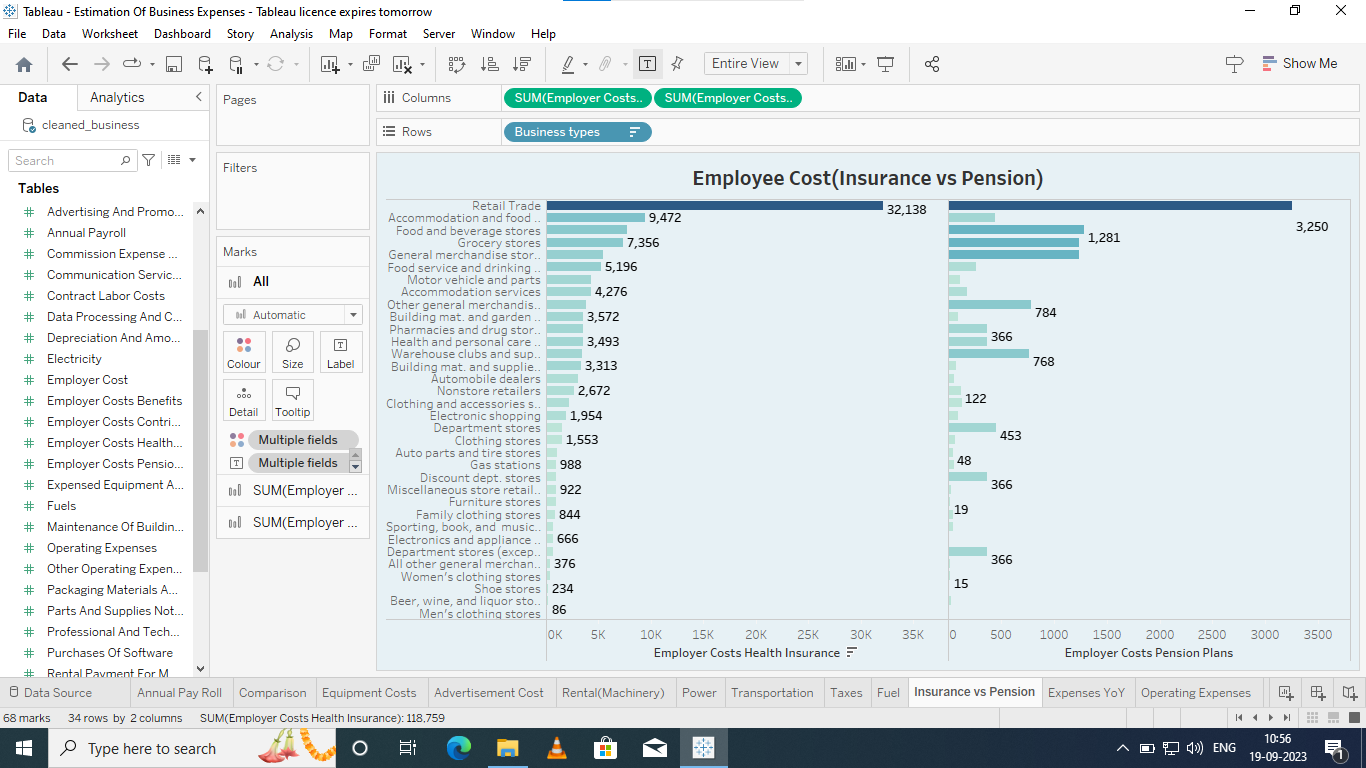 Tableau - Estimation Of Business Expenses - Tableau licence expires tomorrow
File Data Worksheet Dashboard Story Analysis Map Format Server Window Help
Entire View
Show Me
Data Analytics
cleaned_business
Search
Tables
Advertising And Promo...
Annual Payroll
Commission Expense ...
Communication Servic...
Contract Labor Costs
Data Processing And C...
Depreciation And Amo...
Electricity
Employer Cost
Employer Costs Benefits
Employer Costs Contri...
Employer Costs Health...
Employer Costs Pensio...
Expensed Equipment A...
Fuels
Maintenance Of Buildin...
Operating Expenses
Other Operating Expen...
Packaging Materials A...
Parts And Supplies Not...
Professional And Tech...
Purchases Of Software
Rental Payment For M
Pages
Filters
Marks
All
Automatic
Colour Size Label
Detail Tooltip
Multiple fields
Multiple fields
SUM(Employer ...
SUM(Employer ...
Columns SUM(Employer Costs.. SUM(Employer Costs..
Rows Business types
Employee Cost(Insurance vs Pension)
Retail Trade 32,138 3,250
Accommodation and food .. 9,472
Food and beverage stores 1,281
Grocery stores 7,356
General merchandise stor..
Food service and drinking .. 5,196
Motor vehicle and parts
Accommodation services 4,276
Other general merchandis.. 784
Building mat. and garden .. 3,572
Pharmacies and drug stor.. 366
Health and personal care .. 3,493
Warehouse clubs and sup.. 768
Building mat. and supplie.. 3,313
Automobile dealers
Nonstore retailers 2,672
Clothing and accessories s.. 122
Electronic shopping 1,954
Department stores 453
Clothing stores 1,553
Auto parts and tire stores 48
Gas stations 988
Discount dept. stores 366
Miscellaneous store retail.. 922
Furniture stores 19
Family clothing stores 844
Sporting, book, and music..
Electronics and appliance .. 666
Department stores (excep.. 366
All other general merchan.. 376
Women's clothing stores 15
Shoe stores 234
Beer, wine, and liquor sto..
Men's clothing stores 86
0K 5K 10K 15K 20K 25K 30K 35K 0 500 1000 1500 2000 2500 3000 3500
Employer Costs Health Insurance Employer Costs Pension Plans
Data Source Annual Pay Roll Comparison Equipment Costs Advertisement Cost Rental(Machinery) Power Transportation Taxes Fuel Insurance vs Pension Expenses YoY Operating Expenses
68 marks 34 rows by 2 columns SUM(Employer Costs Health Insurance): 118,759
Type here to search
ENG
10:56
19-09-2023
1